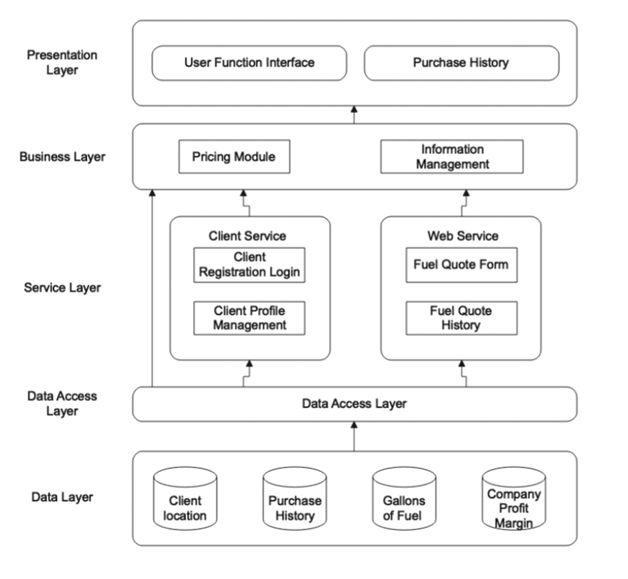 Presentation
Layer
User Function Interface
Purchase History
Business Layer
Pricing Module
Information
Management
Service Layer
Client Service
Client
Registration Login
Client Profile
Management
Web Service
Fuel Quote Form
Fuel Quote
History
Data Access
Layer
Data Access Layer
Data Layer
Client
location
Purchase
History
Gallons
of Fuel
Company
Profit
Margin